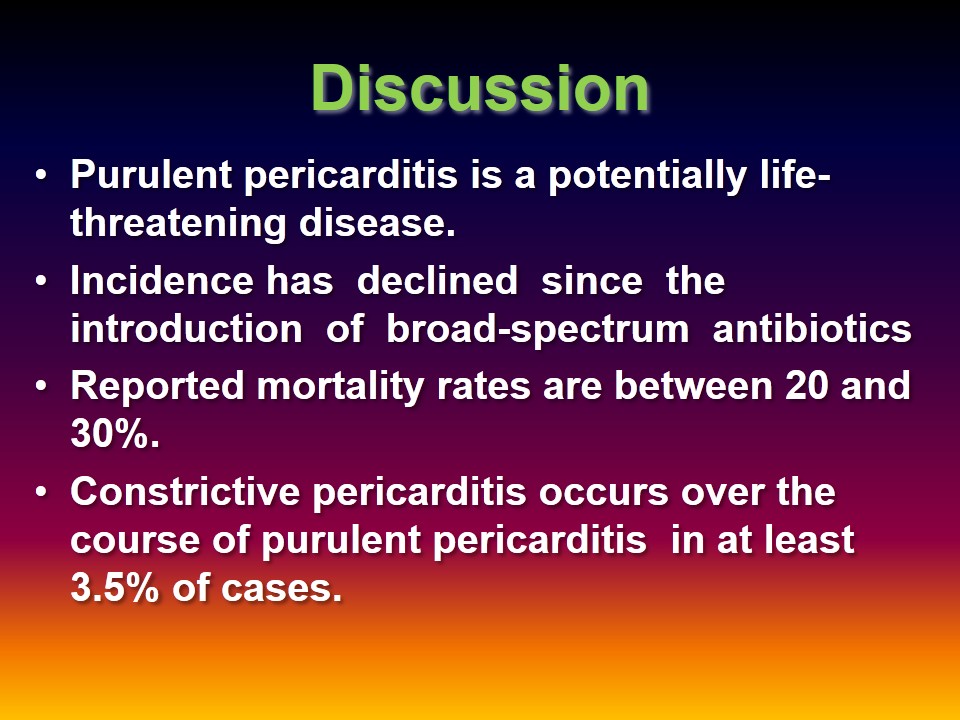 Discussion
• Purulent pericarditis is a potentially life-
threatening disease.
• Incidence has  declined  since  the
introduction  of  broad-spectrum  antibiotics
• Reported mortality rates are between 20 and
30%.
• Constrictive pericarditis occurs over the
course of purulent pericarditis  in at least
3.5% of cases.